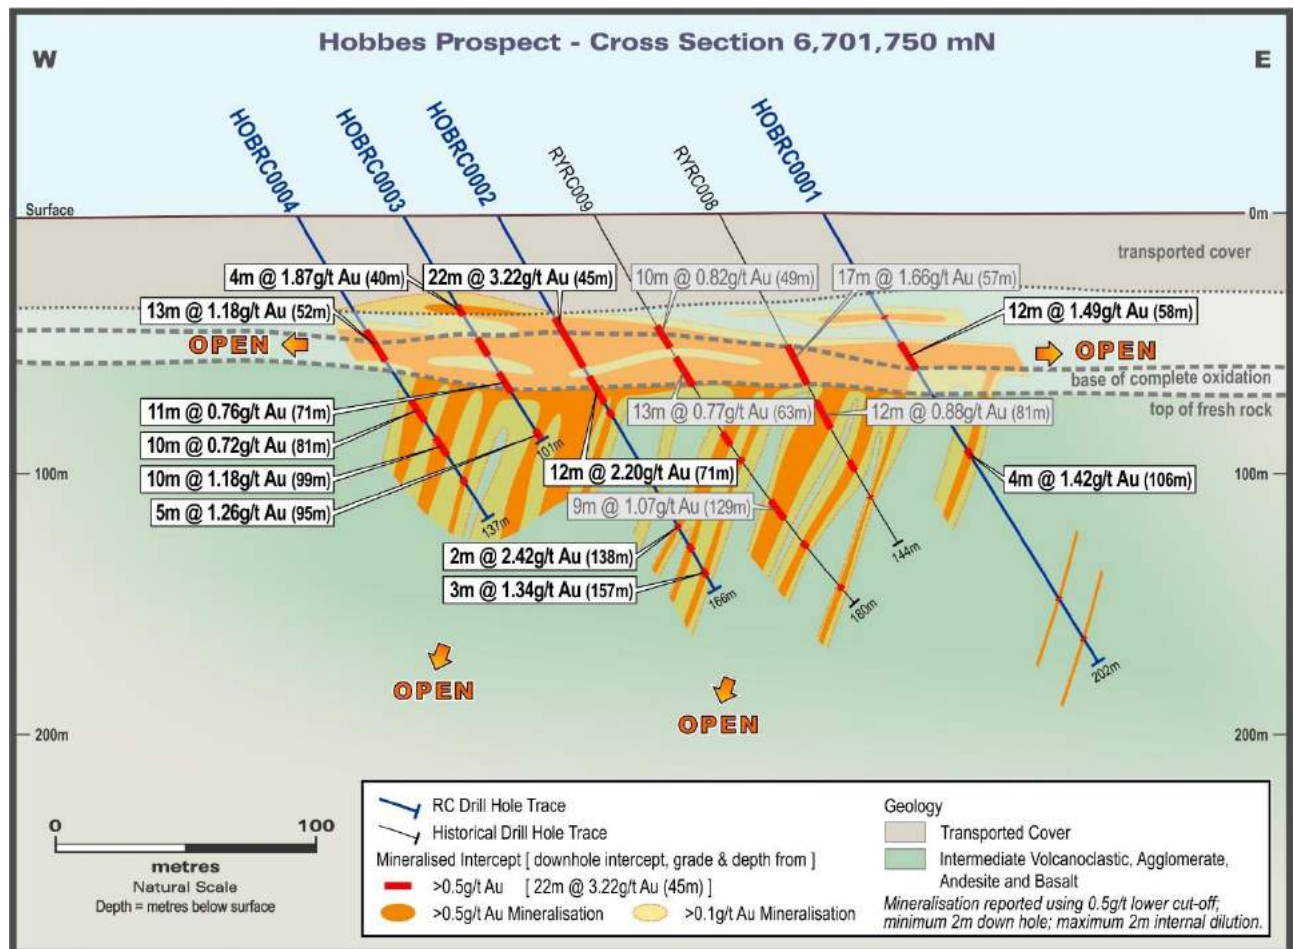 Hobbes Prospect - Cross Section 6,701,750 mN
W
E
HOBRC0004
HOBRC0003
HOBRC0002
RYRC009
RYRC008
HOBRC0001
Surface
0m
transported cover
4m @ 1.87g/t Au (40m)
22m @ 3.22g/t Au (45m)
10m @ 0.82g/t Au (49m)
17m @ 1.66g/t Au (57m)
13m @ 1.18g/t Au (52m)
12m @ 1.49g/t Au (58m)
OPEN
OPEN
base of complete oxidation
top of fresh rock
11m @ 0.76g/t Au (71m)
13m @ 0.77g/t Au (63m)
12m @ 0.88g/t Au (81m)
10m @ 0.72g/t Au (81m)
101m
100m
100m
10m @ 1.18g/t Au (99m)
12m @ 2.20g/t Au (71m)
4m @ 1.42g/t Au (106m)
5m @ 1.26g/t Au (95m)
9m @ 1.07g/t Au (129m)
137m
144m
2m @ 2.42g/t Au (138m)
3m @ 1.34g/t Au (157m)
166m
180m
202m
OPEN
OPEN
200m
200m
0 100
metres
Natural Scale
Depth = metres below surface
RC Drill Hole Trace
Historical Drill Hole Trace
Mineralised Intercept [ downhole intercept, grade & depth from ]
>0.5g/t Au [ 22m @ 3.22g/t Au (45m) ]
>0.5g/t Au Mineralisation >0.1g/t Au Mineralisation
Geology
Transported Cover
Intermediate Volcanoclastic, Agglomerate,
Andesite and Basalt
Mineralisation reported using 0.5g/t lower cut-off;
minimum 2m down hole; maximum 2m internal dilution.